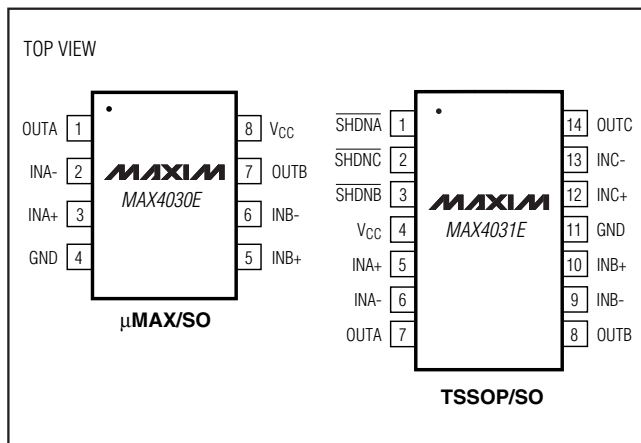 TOP VIEW
OUTA 1
INA- 2
INA+ 3
GND 4
8 VCC
7 OUTB
6 INB-
5 INB+
MAXIM
MAX4030E
µMAX/SO
SHDNA 1
SHDNC 2
SHDNB 3
VCC 4
INA+ 5
INA- 6
OUTA 7
14 OUTC
13 INC-
12 INC+
11 GND
10 INB+
9 INB-
8 OUTB
MAXIM
MAX4031E
TSSOP/SO